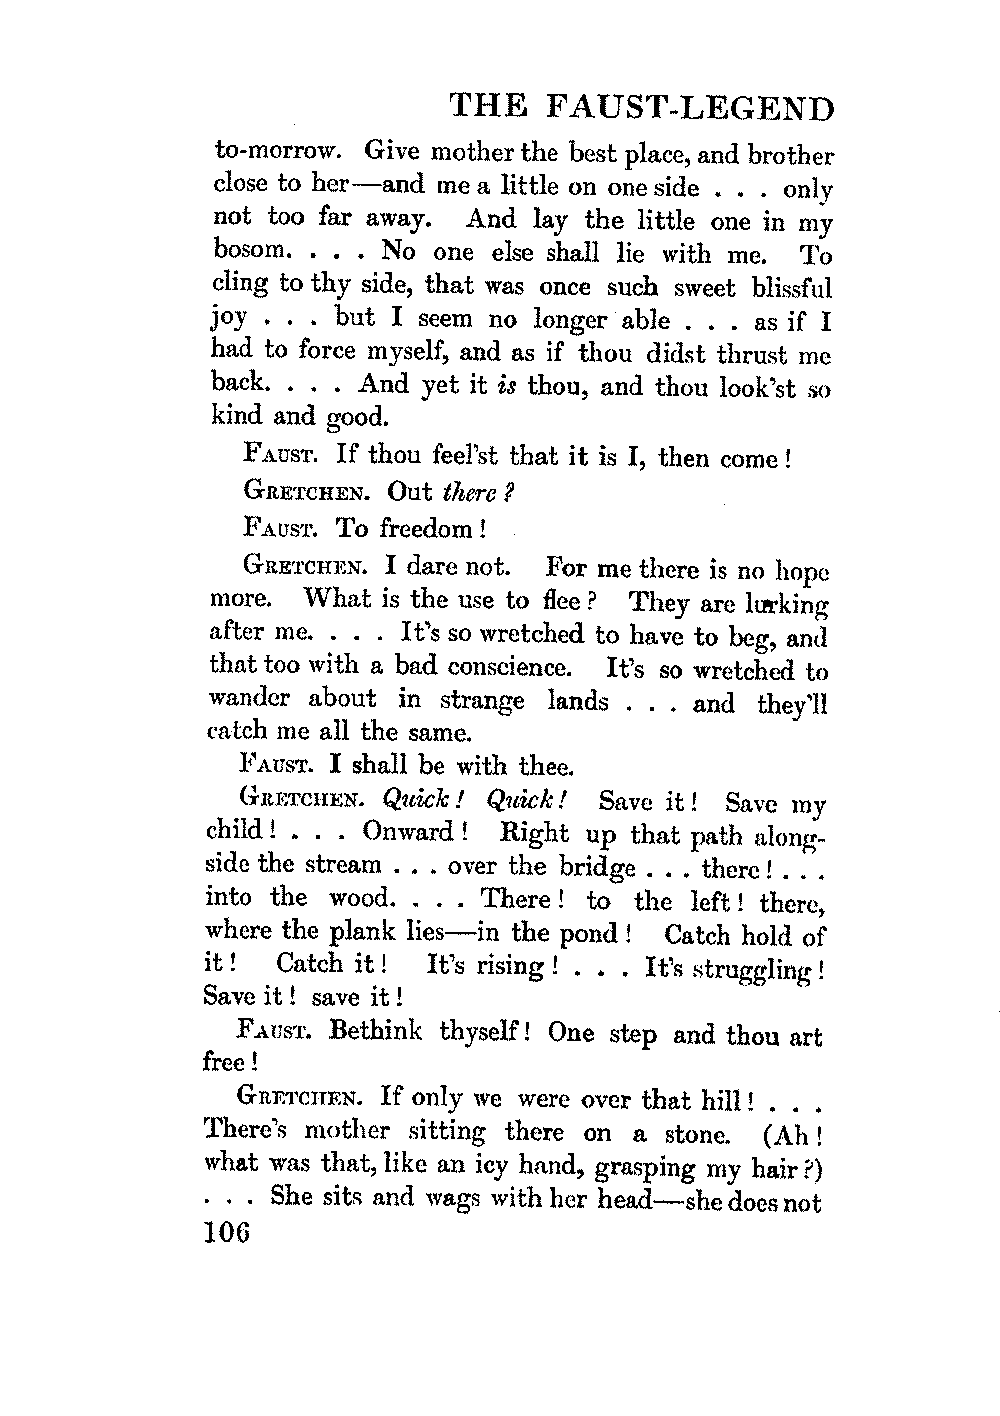 THE FAUST-LEGEND
to-morrow. Give mother the best place, and brother
close to her—and me a little on one side . . . only
not too far away. And lay the little one in my
bosom. . . . No one else shall lie with me. To
cling to thy side, that was once such sweet blissful
joy . . . but I seem no longer able . . . as if I
had to force myself, and as if thou didst thrust me
back. . . . And yet it is thou, and thou look'st so
kind and good.
FAUST. If thou feel'st that it is I, then come !
GRETCHEN. Out there ?
FAUST. To freedom !
GRETCHEN. I dare not. For me there is no hope
more. What is the use to flee ? They are lurking
after me. . . . It's so wretched to have to beg, and
that too with a bad conscience. It's so wretched to
wander about in strange lands . . . and they'll
catch me all the same.
FAUST. I shall be with thee.
GRETCHEN. Quick ! Quick ! Save it ! Save my
child ! . . . Onward ! Right up that path along-
side the stream . . . over the bridge . . . there ! . . .
into the wood. . . . There ! to the left ! there,
where the plank lies—in the pond ! Catch hold of
it ! Catch it ! It's rising ! . . . It's struggling !
Save it ! save it !
FAUST. Bethink thyself ! One step and thou art
free !
GRETCHEN. If only we were over that hill ! . . .
There's mother sitting there on a stone. (Ah !
what was that, like an icy hand, grasping my hair ?)
. . . She sits and wags with her head—she does not
106